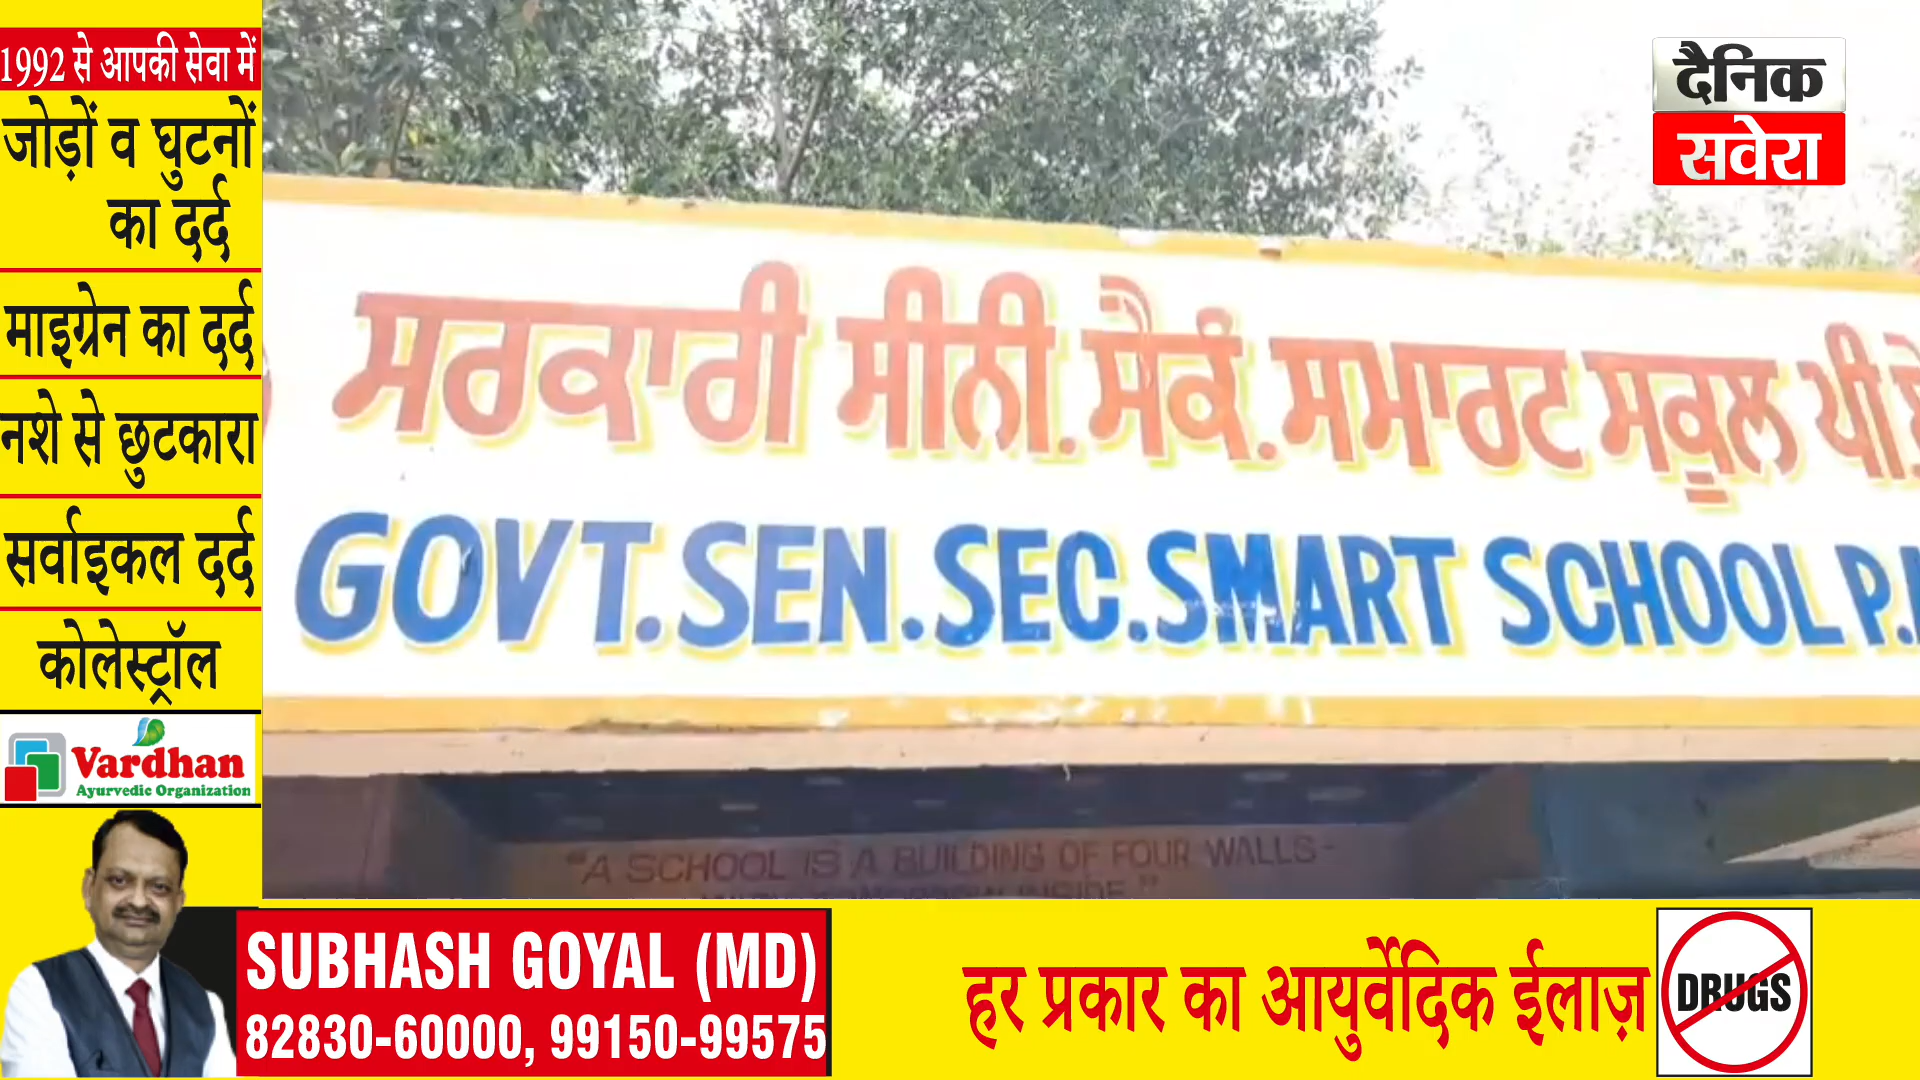 1992 से आपकी सेवा में
जोड़ों व घुटनों
का दर्द
माइग्रेन का दर्द
नशे से छुटकारा
सर्वाइकल दर्द
कोलेस्ट्रॉल
Vardhan
Ayurvedic Organization
दैनिक
सवेरा
ਸਰਕਾਰੀ ਸੀਨੀ. ਸੈਕੰ. ਸਮਾਰਟ ਸਕੂਲ ਪੀ
GOVT. SEN. SEC. SMART SCHOOL P.
"A SCHOOL IS A BUILDING OF FOUR WALLS-
TOMORROW INSIDE."
SUBHASH GOYAL (MD)
82830-60000, 99150-99575
हर प्रकार का आयुर्वेदिक ईलाज़
DRUGS